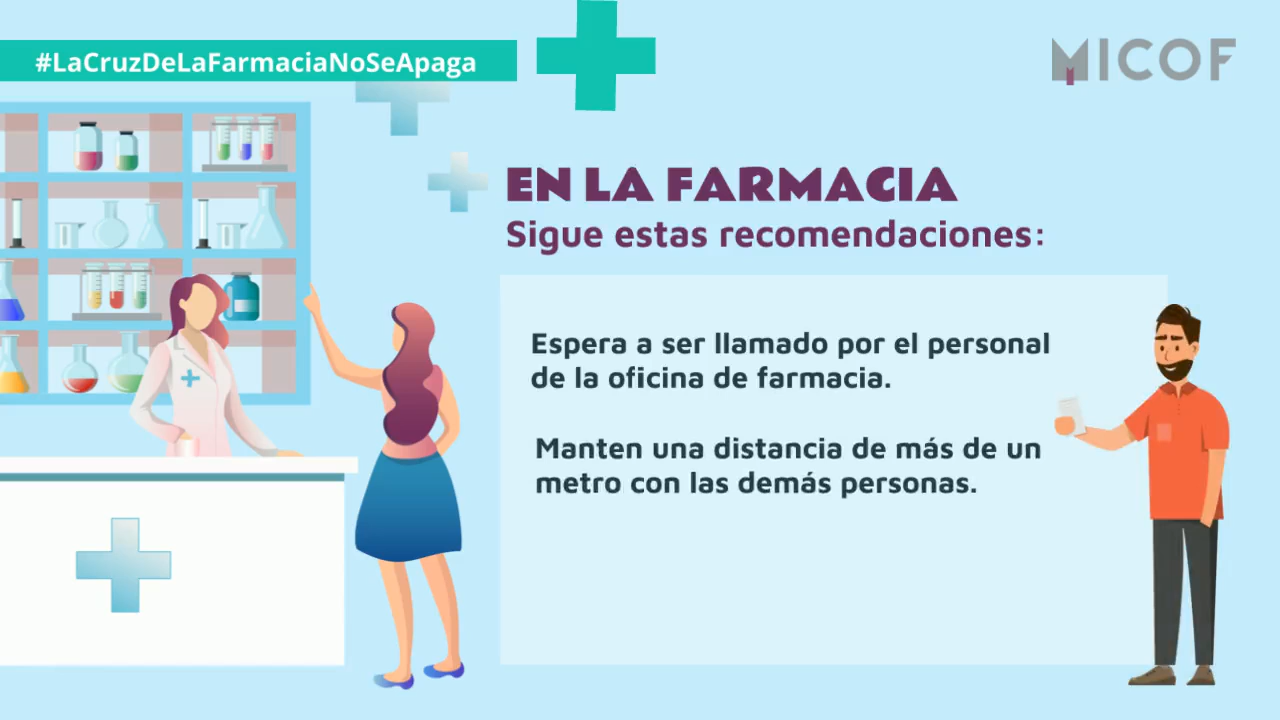 #LaCruzDeLaFarmaciaNoSeApaga
MICOF
EN LA FARMACIA
Sigue estas recomendaciones:
Espera a ser llamado por el personal
de la oficina de farmacia.
Manten una distancia de más de un
metro con las demás personas.